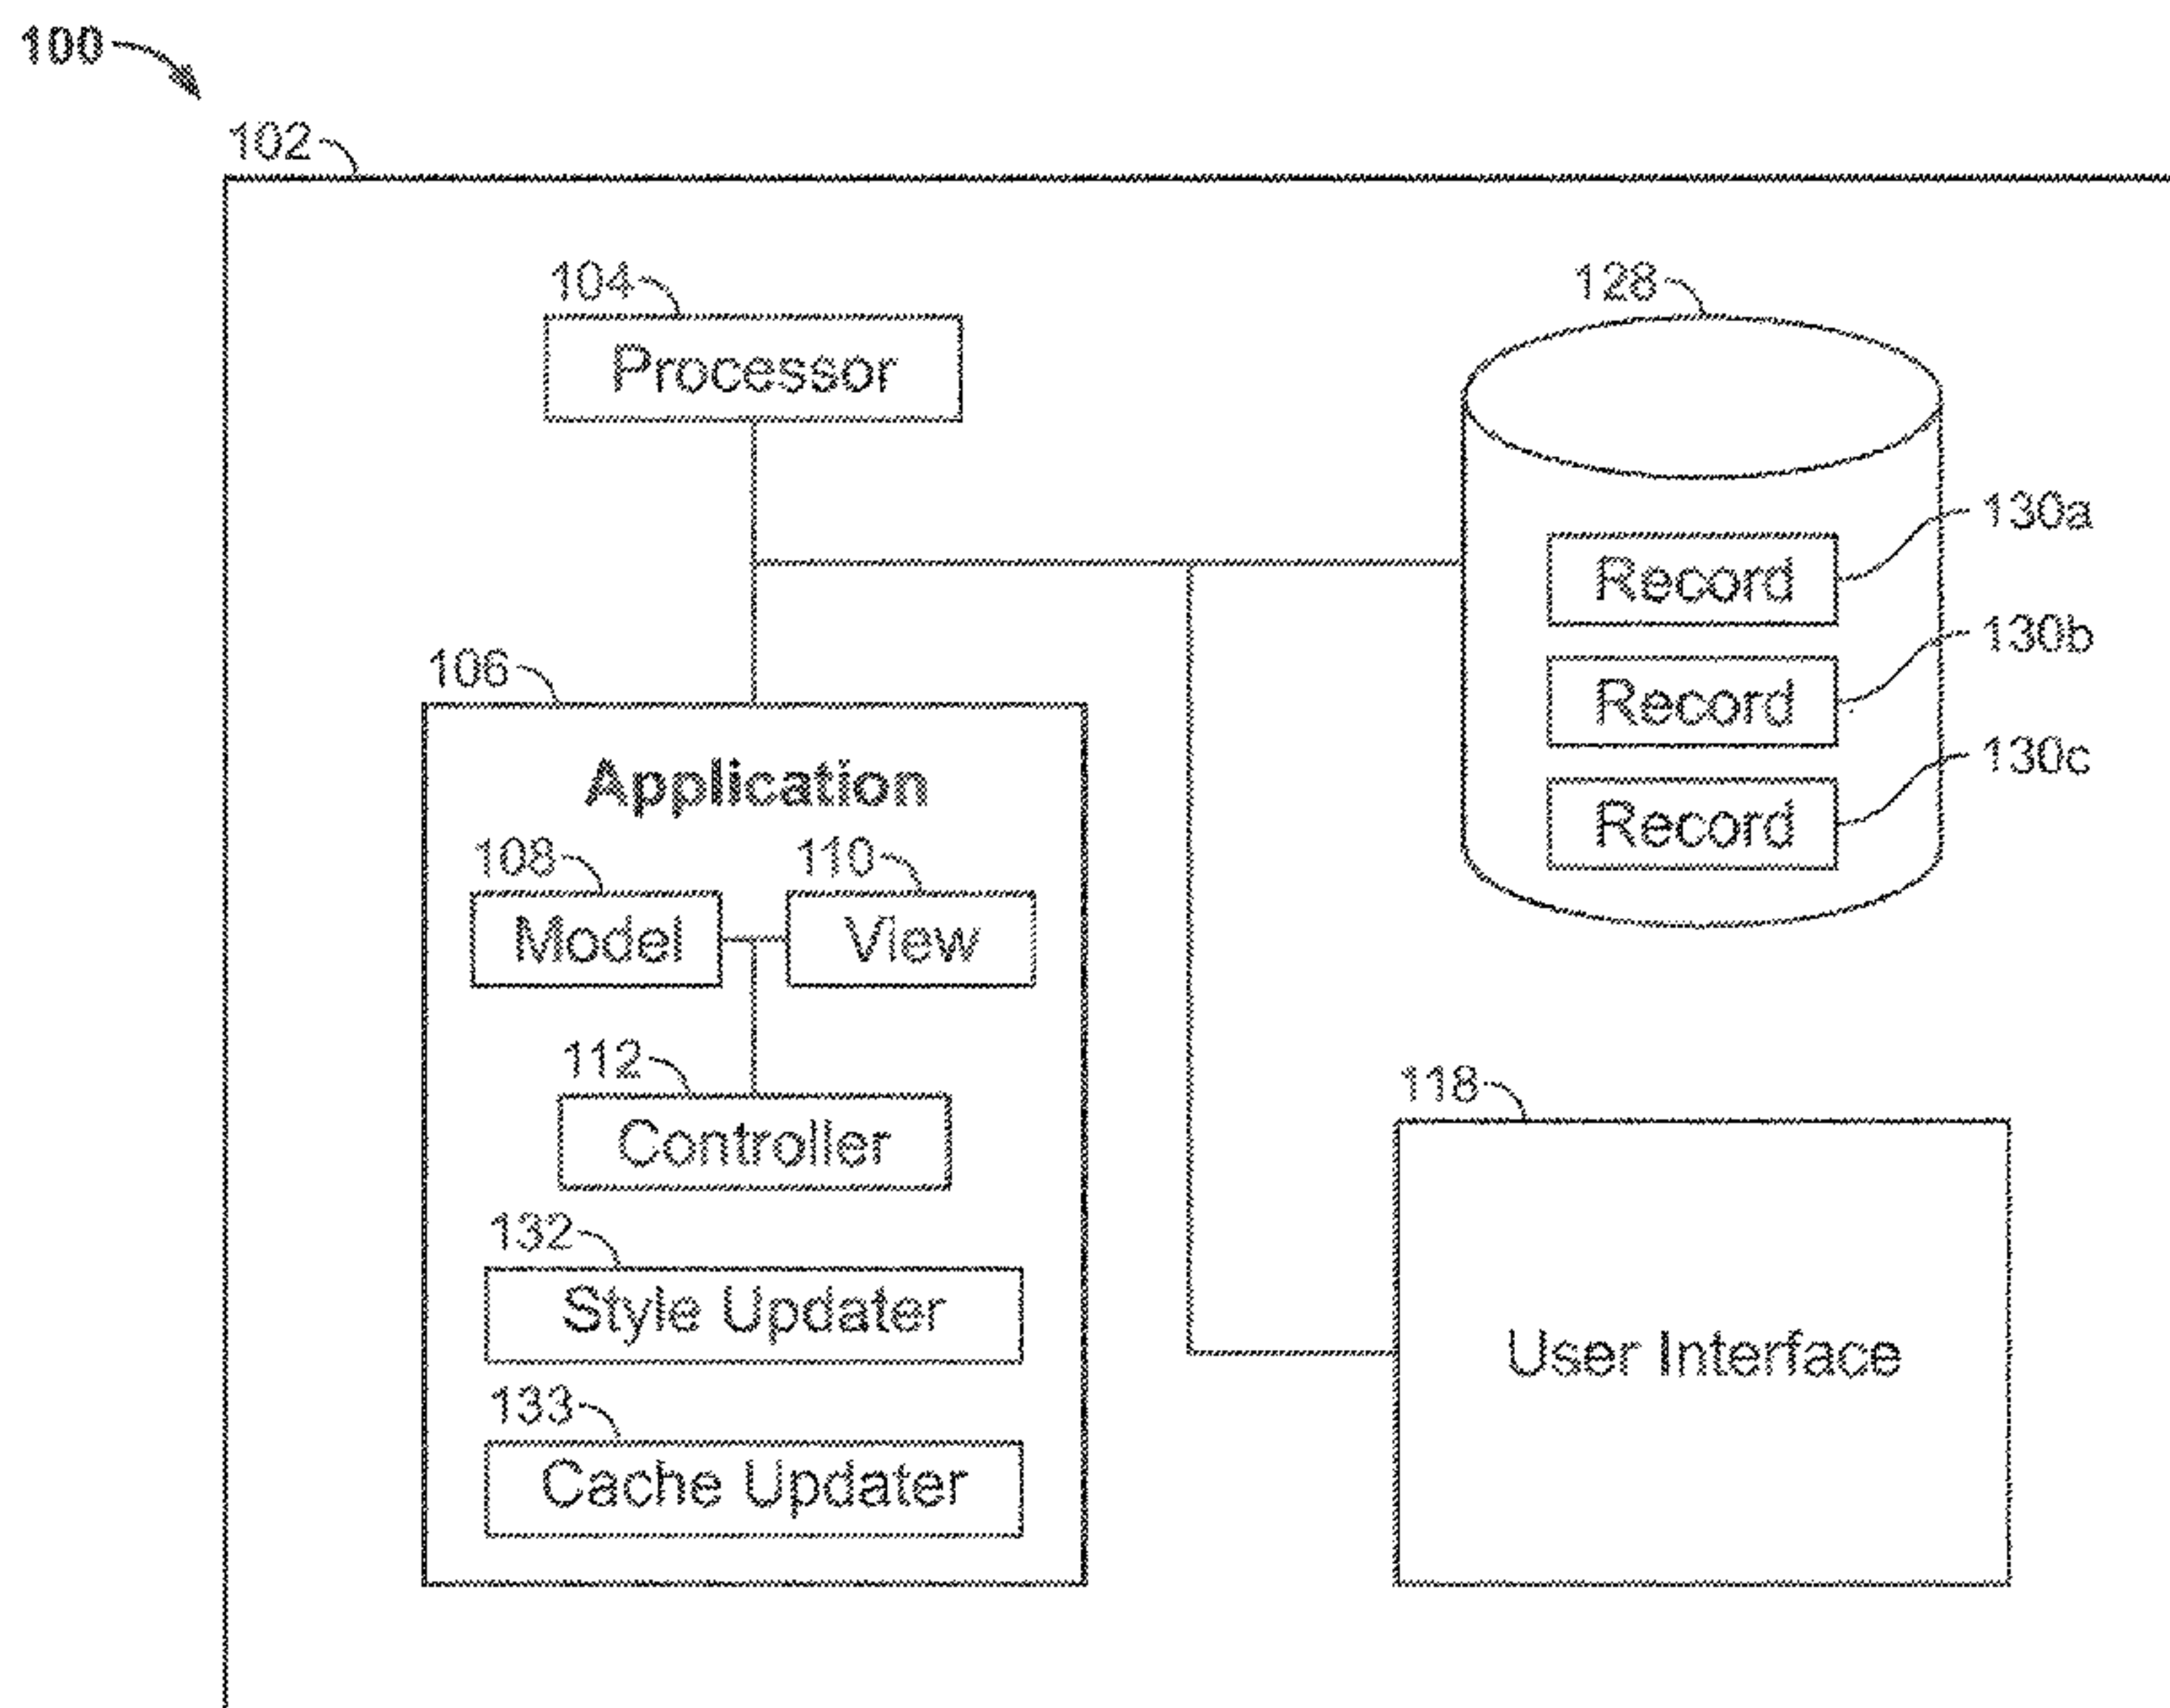 100
102
104
Processor
128
Record
130a
Record
130b
Record
130c
106
Application
108
110
Model
View
112
Controller
132
Style Updater
133
Cache Updater
118
User Interface